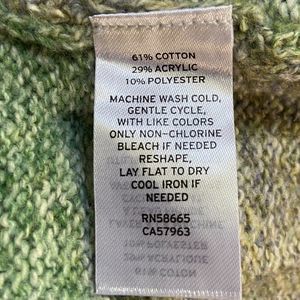 61% COTTON
29% ACRYLIC
10% POLYESTER
MACHINE WASH COLD,
GENTLE CYCLE,
WITH LIKE COLORS
ONLY NON-CHLORINE
BLEACH IF NEEDED
RESHAPE,
LAY FLAT TO DRY
COOL IRON IF
NEEDED
RN58665
CA57963